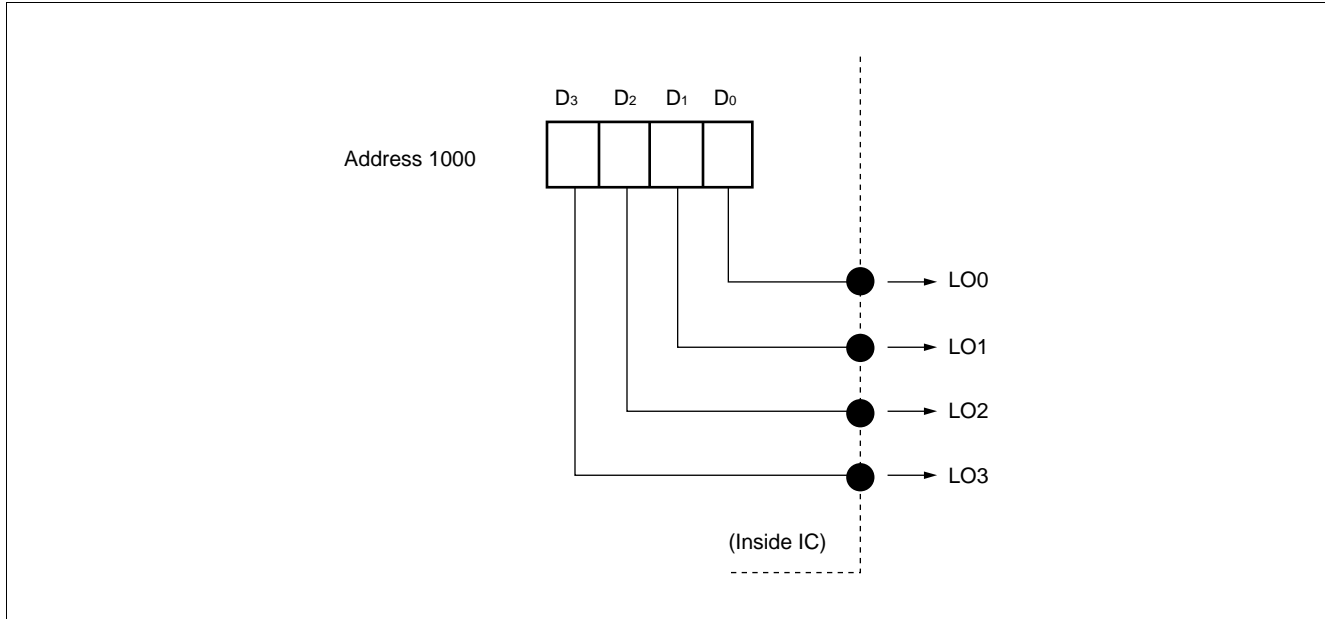 D₃ D₂ D₁ D₀
Address 1000
LO0
LO1
LO2
LO3
(Inside IC)